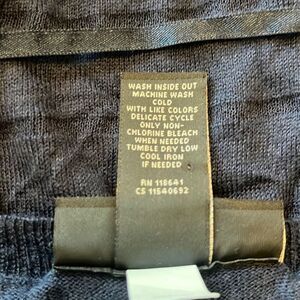 WASH INSIDE OUT
MACHINE WASH
COLD
WITH LIKE COLORS
DELICATE CYCLE
ONLY NON-
CHLORINE BLEACH
WHEN NEEDED
TUMBLE DRY LOW
COOL IRON
IF NEEDED
RN 118641
CS 11540692